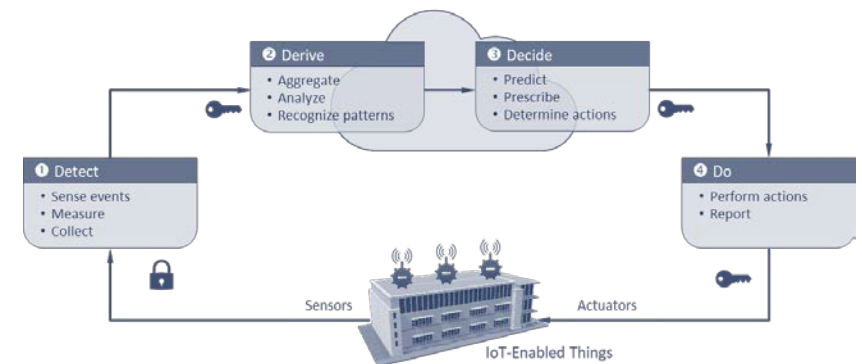 ❷ Derive
• Aggregate
• Analyze
• Recognize patterns
❸ Decide
• Predict
• Prescribe
• Determine actions
❶ Detect
• Sense events
• Measure
• Collect
❹ Do
• Perform actions
• Report
Sensors
Actuators
IoT-Enabled Things